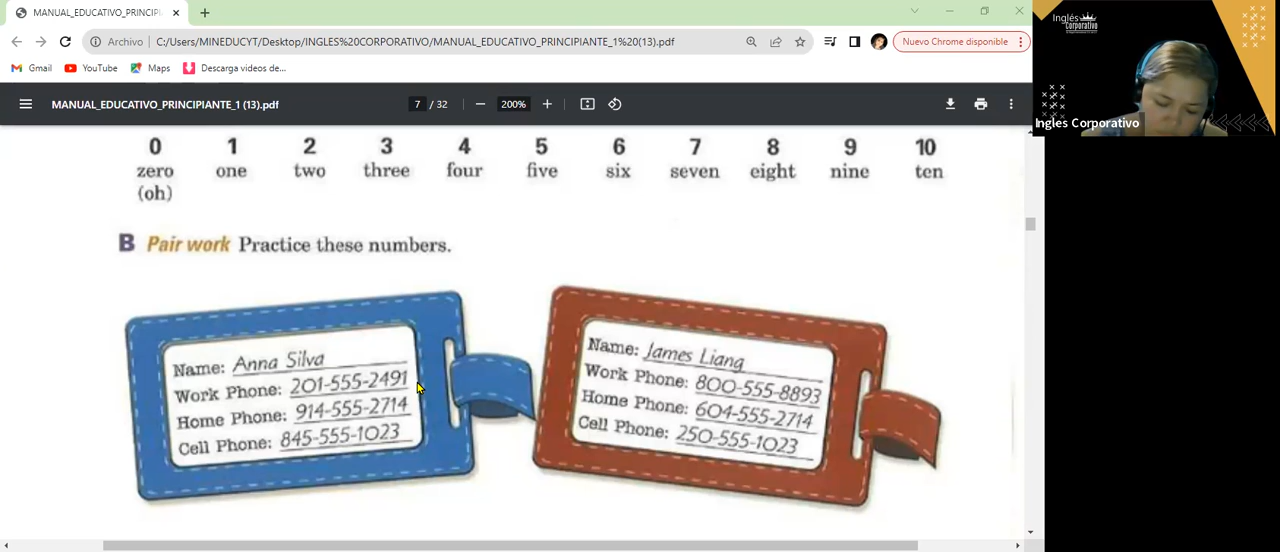 MANUAL_EDUCATIVO_PRINCIPI
Archivo
C:/Users/MINEDUCYT/Desktop/INGLES%20CORPORATIVO/MANUAL_EDUCATIVO_PRINCIPIANTE_1%20(13).pdf
Nuevo Chrome disponible
Gmail
YouTube
Maps
Descarga videos de...
MANUAL_EDUCATIVO_PRINCIPIANTE_1 (13).pdf
7 / 32
200%
Inglés
Corporativo
Ingles Corporativo
0 1 2 3 4 5 6 7 8 9 10
zero one two three four five six seven eight nine ten
(oh)
B Pair work Practice these numbers.
Name: Anna Silva
Work Phone: 201-555-2491
Home Phone: 914-555-2714
Cell Phone: 845-555-1023
Name: James Liang
Work Phone: 800-555-8893
Home Phone: 604-555-2714
Cell Phone: 250-555-1023